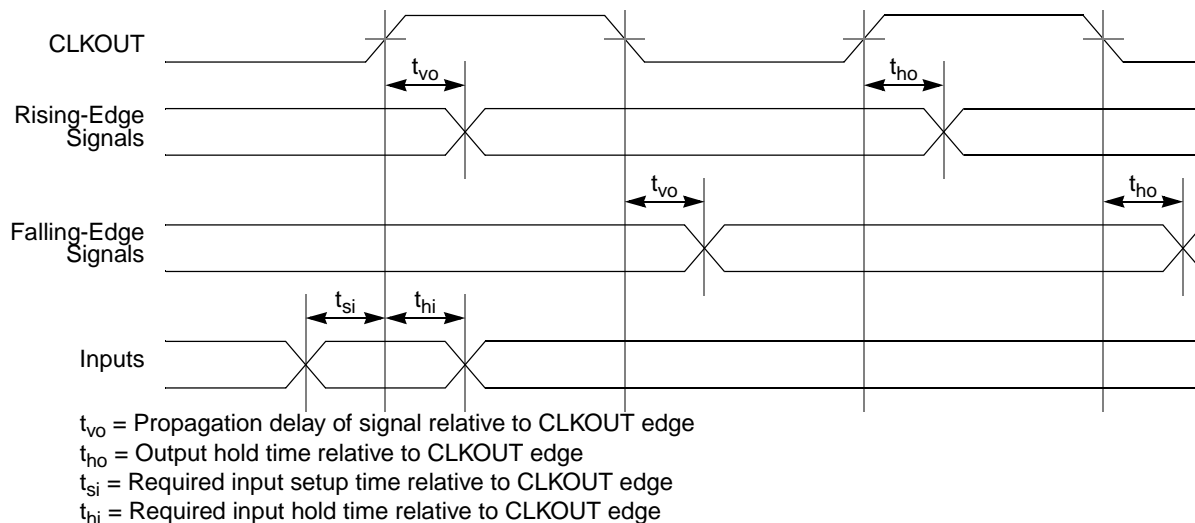 CLKOUT
t_vo
t_ho
Rising-Edge
Signals
t_vo
t_ho
Falling-Edge
Signals
t_si
t_hi
Inputs
t_vo = Propagation delay of signal relative to CLKOUT edge
t_ho = Output hold time relative to CLKOUT edge
t_si = Required input setup time relative to CLKOUT edge
t_hi = Required input hold time relative to CLKOUT edge